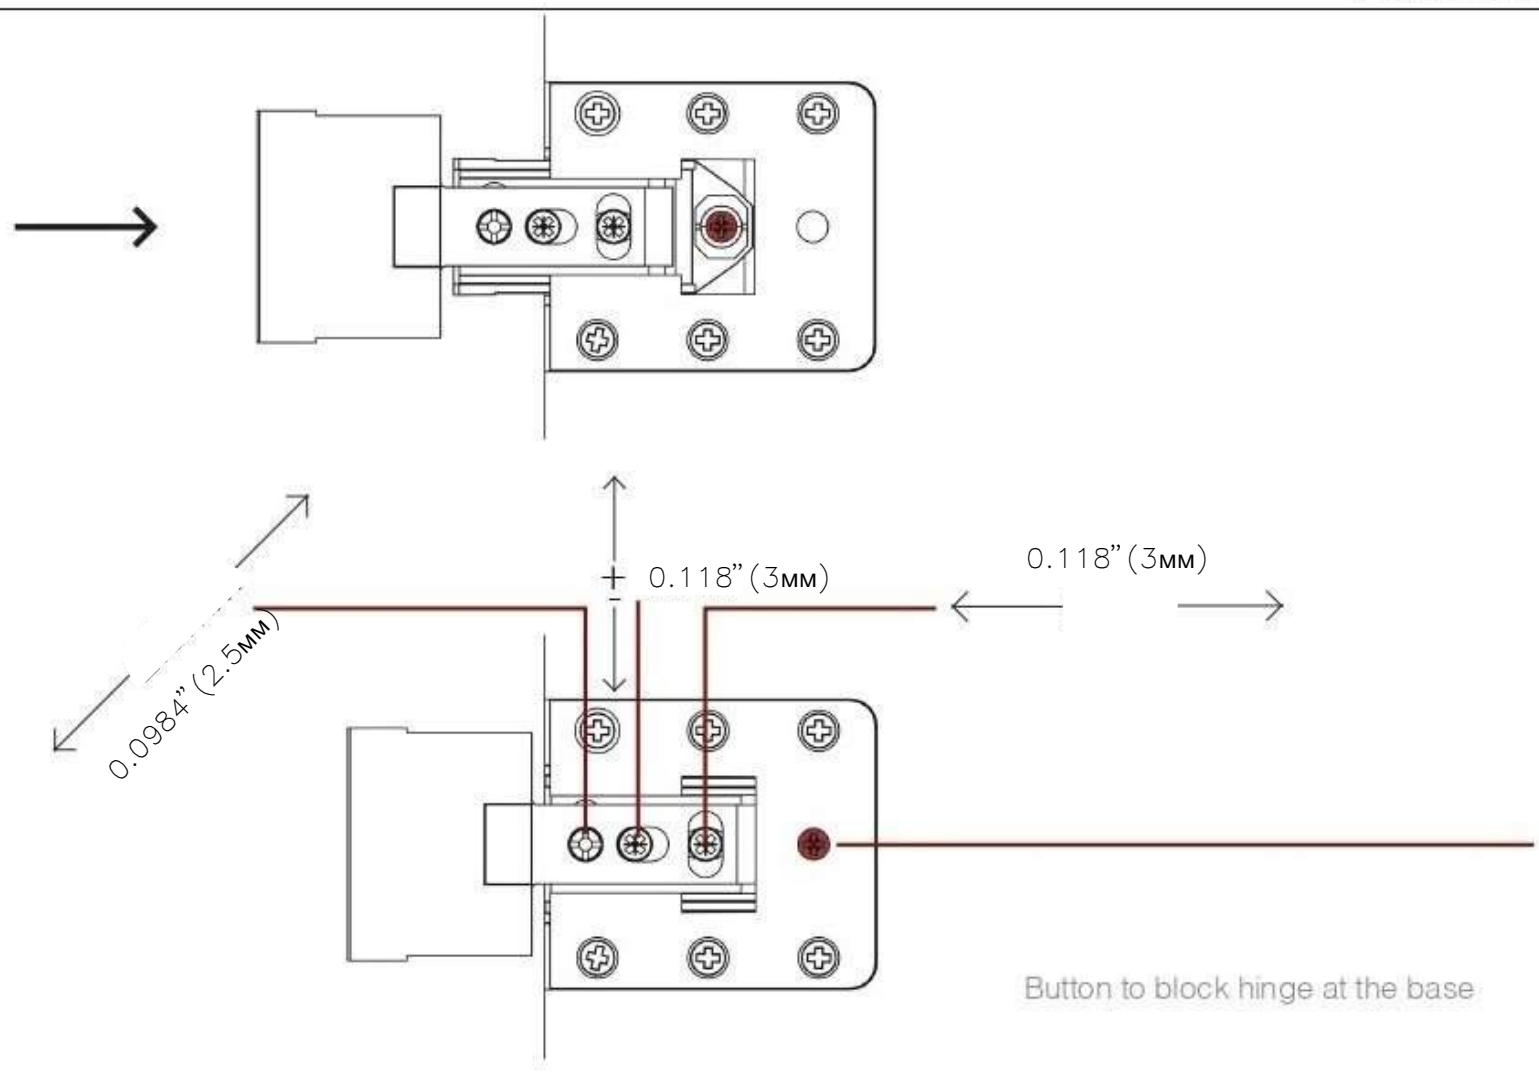 0.118” (3мм)
+
-
0.118” (3мм)
0.0984” (2.5мм)
Button to block hinge at the base